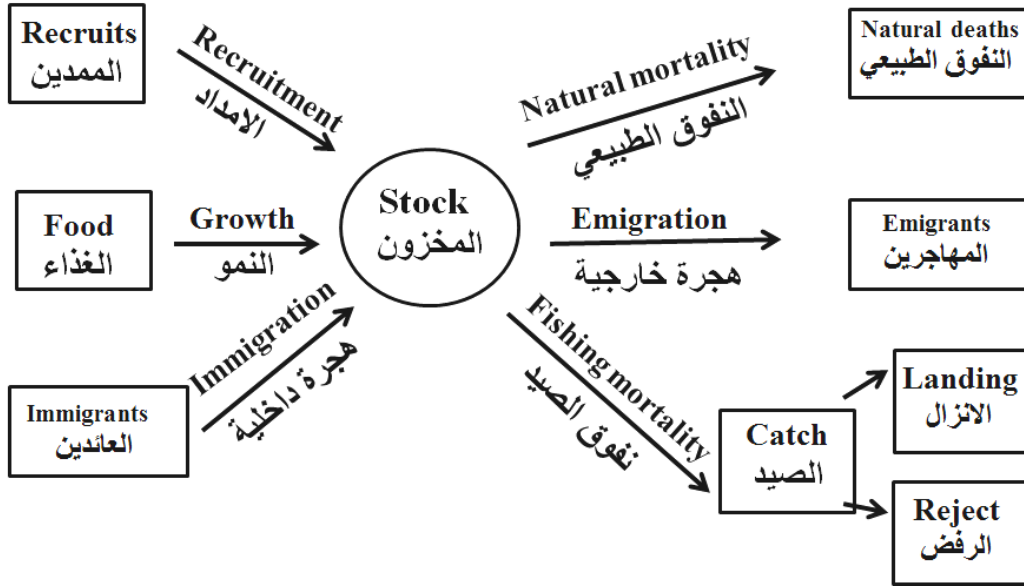 Recruits
الممدين
Recruitment
الامداد
Natural mortality
النفوق الطبيعي
Natural deaths
النفوق الطبيعي
Food
الغذاء
Growth
النمو
Stock
المخزون
Emigration
هجرة خارجية
Emigrants
المهاجرين
Immigrants
العائدين
Immigration
هجرة داخلية
Fishing mortality
نفوق الصيد
Catch
الصيد
Landing
الانزال
Reject
الرفض